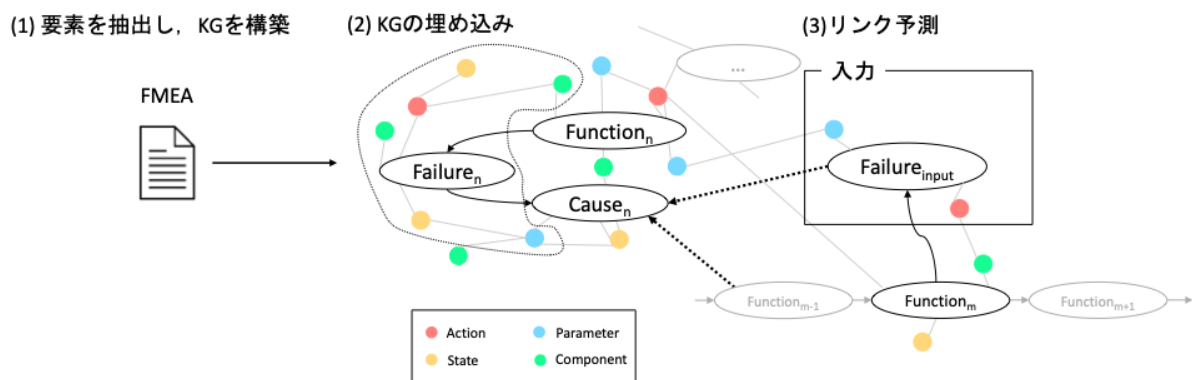 (1) 要素を抽出し，KGを構築
(2) KGの埋め込み
(3)リンク予測
入力
FMEA
...
Function_n
Failure_n
Cause_n
Failure_input
Function_m-1
Function_m
Function_m+1
Action
Parameter
State
Component